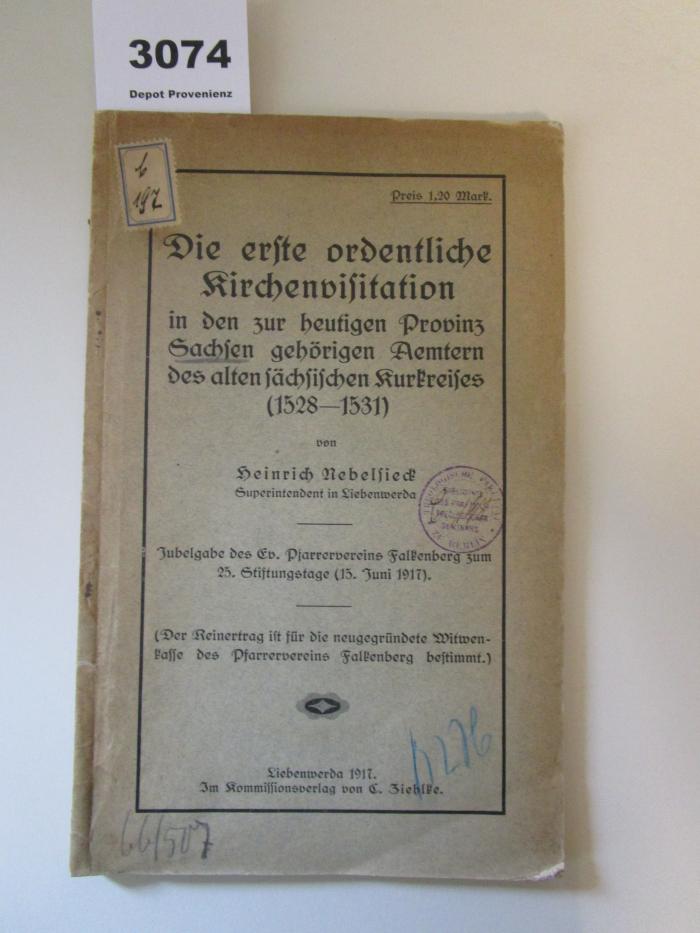 3074
Depot Provenienz
b
197
Preis 1,20 Mark.
Die erste ordentliche
Kirchenvisitation
in den zur heutigen Provinz
Sachsen gehörigen Aemtern
des alten sächsischen Kurkreises
(1528—1531)
von
Heinrich Nebelsieck
Superintendent in Liebenwerda
Jubelgabe des Ev. Pfarrervereins Falkenberg zum
25. Stiftungstage (15. Juni 1917).
(Der Reinertrag ist für die neugegründete Witwen-
kasse des Pfarrervereins Falkenberg bestimmt.)
Liebenwerda 1917.
Im Kommissionsverlag von C. Ziehlke.
66/507